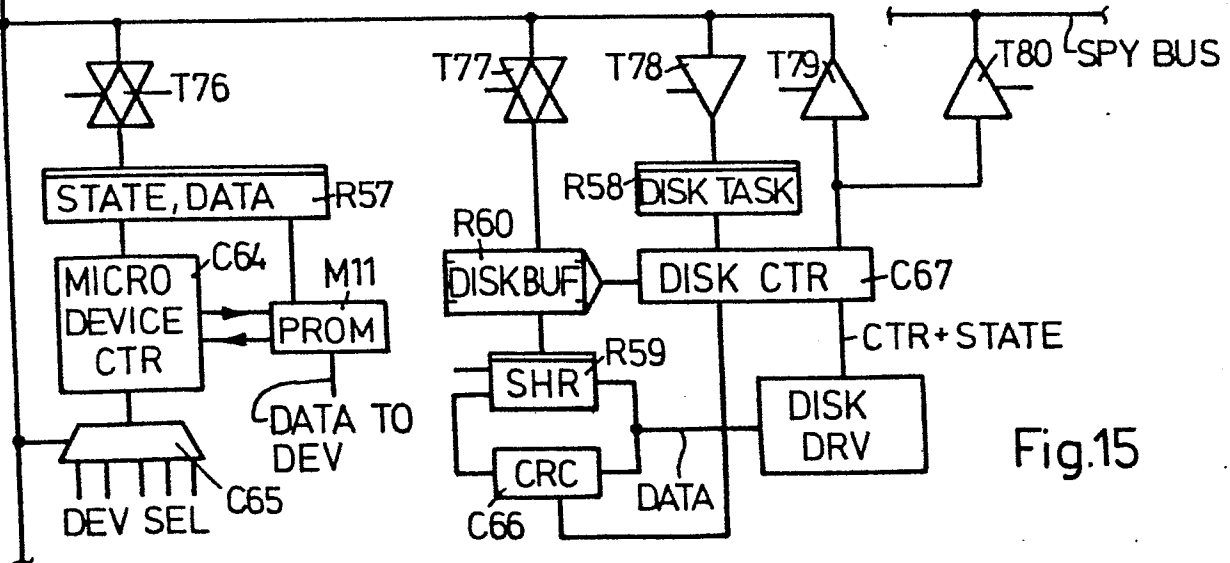 T76
T77
T78
T79
T80
SPY BUS
STATE, DATA
R57
R58
DISK TASK
R60
DISKBUF
C64
MICRO
DEVICE
CTR
M11
PROM
DISK CTR
C67
CTR+STATE
R59
SHR
DATA TO
DEV
DISK
DRV
Fig.15
CRC
C66
DATA
C65
DEV SEL